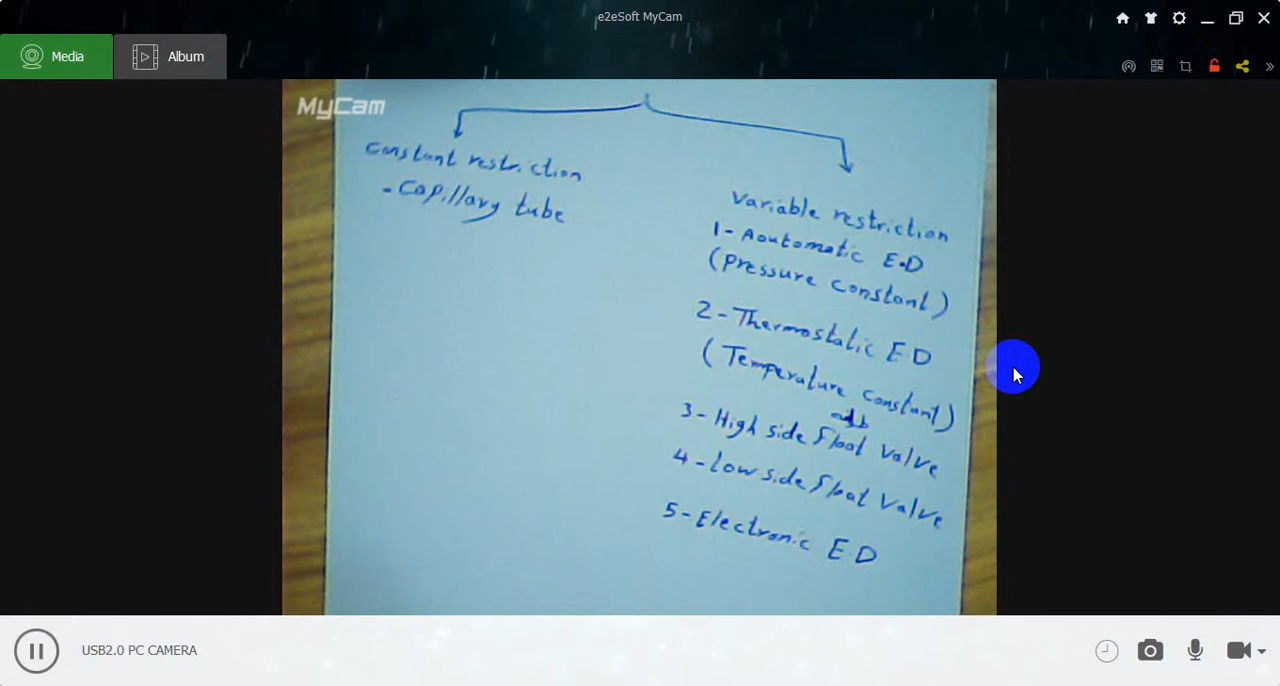 e2eSoft MyCam
Media
Album
MyCam
Constant restriction
- Capillary tube
Variable restriction
1- Aoutomatic E.D
(Pressure constant)
2- Thermostatic E.D
(Temperature constant)
3- High side float valve
4- Low side float valve
5- Electronic E.D
USB2.0 PC CAMERA